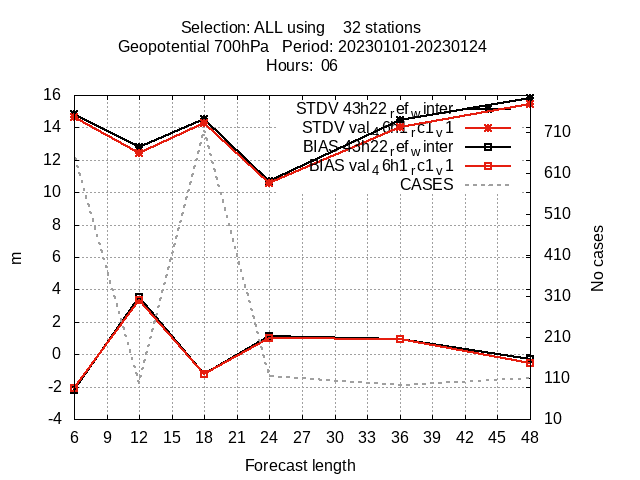 Selection: ALL using 32 stations
Geopotential 700hPa Period: 20230101-20230124
Hours: 06
16
14
12
10
8
6
4
2
0
-2
-4
m
STDV 43h22_ref_winter
STDV val_46h1_rc1_v1
BIAS 43h22_ref_winter
BIAS val_46h1_rc1_v1
CASES
710
610
510
410
310
210
110
10
No cases
6 9 12 15 18 21 24 27 30 33 36 39 42 45 48
Forecast length